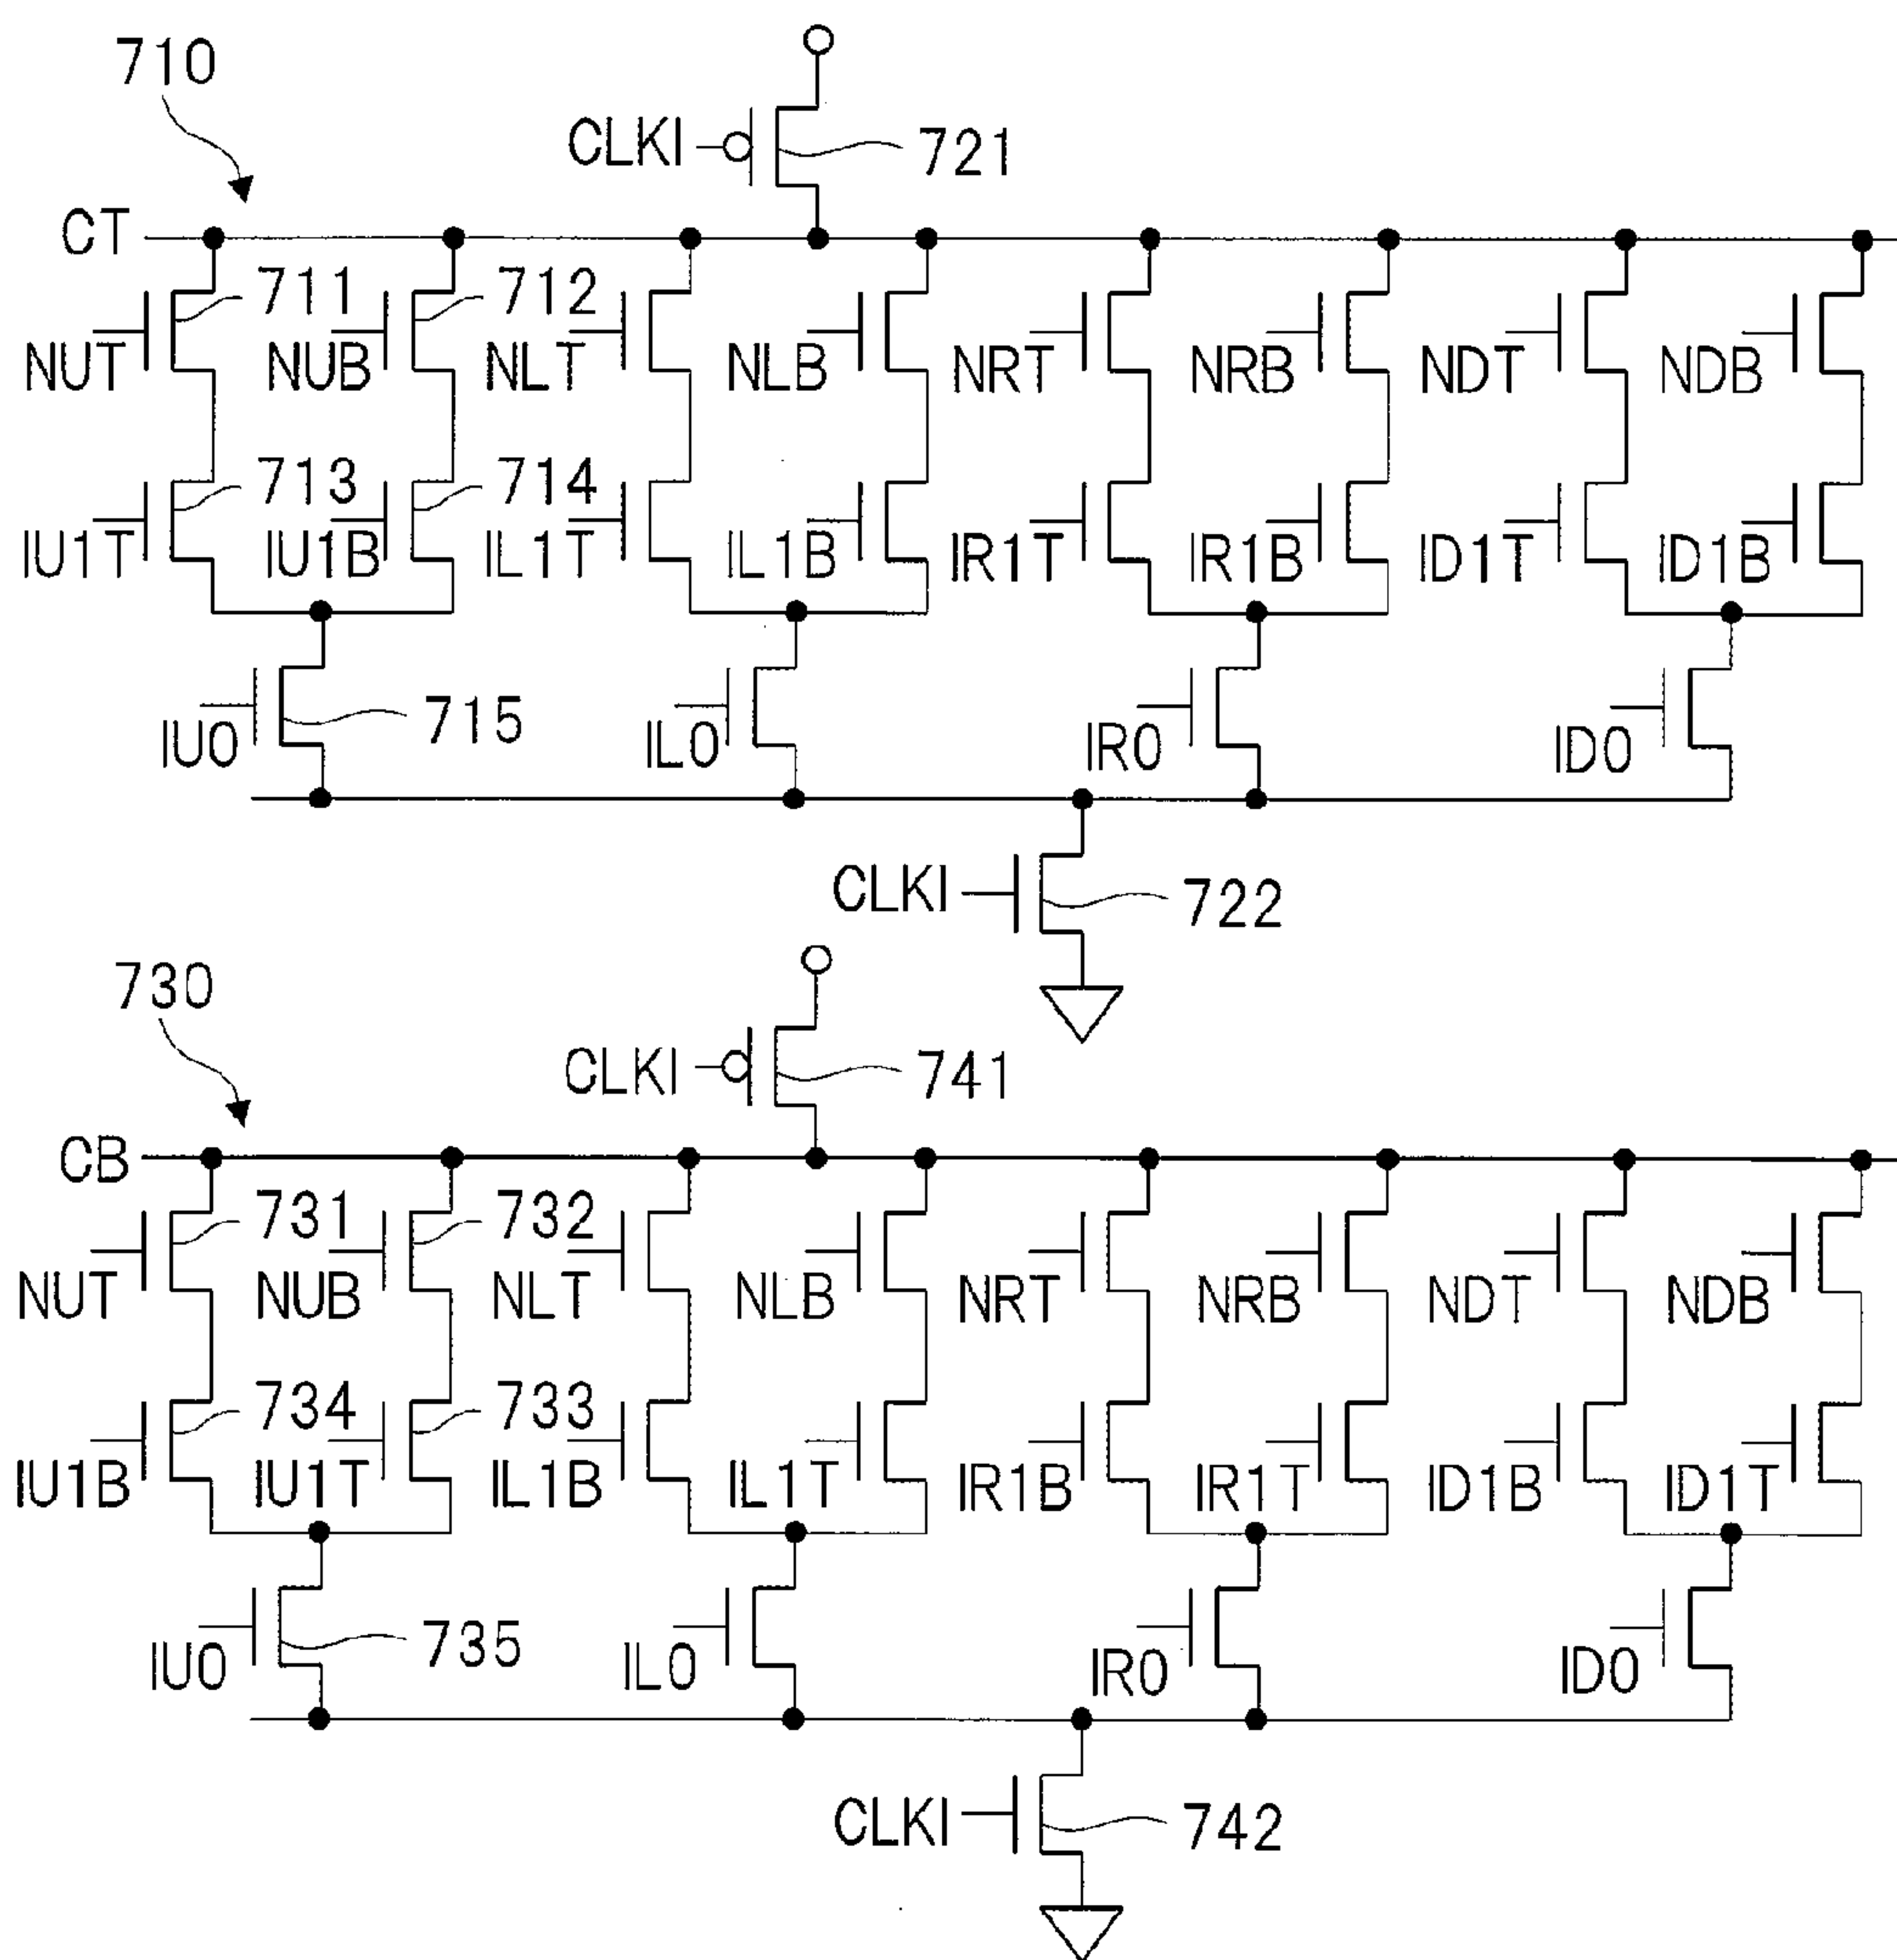 710
CLKI 721
CT
711 712
NUT NUB NLT NLB NRT NRB NDT NDB
713 714
IU1T IU1B IL1T IL1B IR1T IR1B ID1T ID1B
IU0 715 IL0 IR0 ID0
CLKI 722
730
CLKI 741
CB
731 732
NUT NUB NLT NLB NRT NRB NDT NDB
734 733
IU1B IU1T IL1B IL1T IR1B IR1T ID1B ID1T
IU0 735 IL0 IR0 ID0
CLKI 742